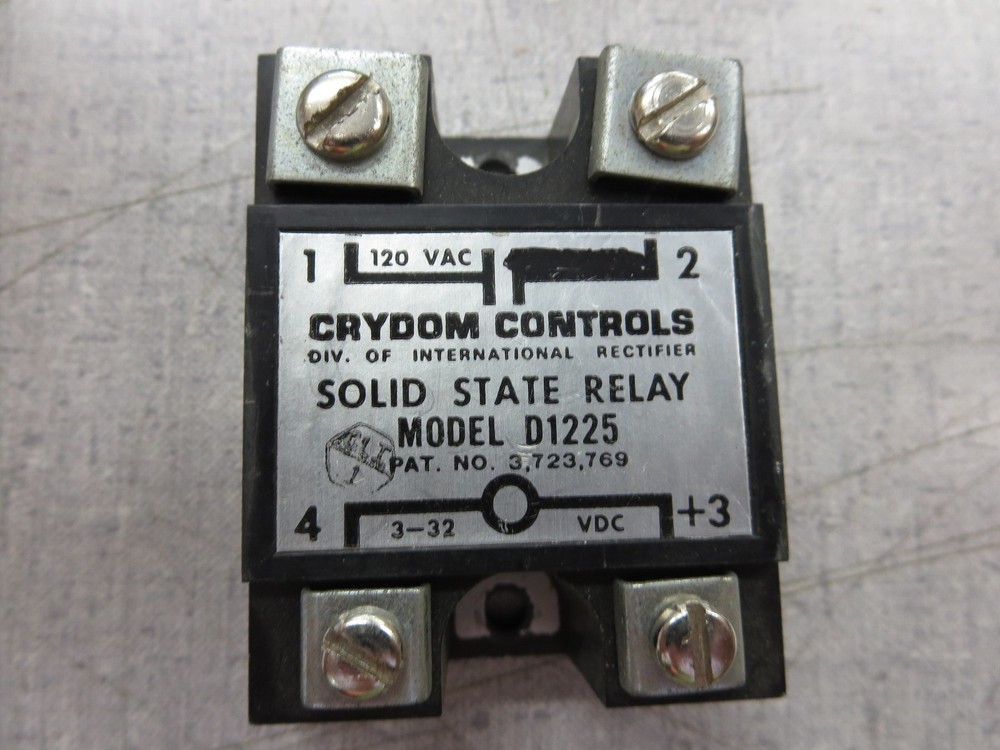 1 120 VAC 2
CRYDOM CONTROLS
DIV. OF INTERNATIONAL RECTIFIER
SOLID STATE RELAY
MODEL D1225
PAT. NO. 3,723,769
4 3-32 VDC +3